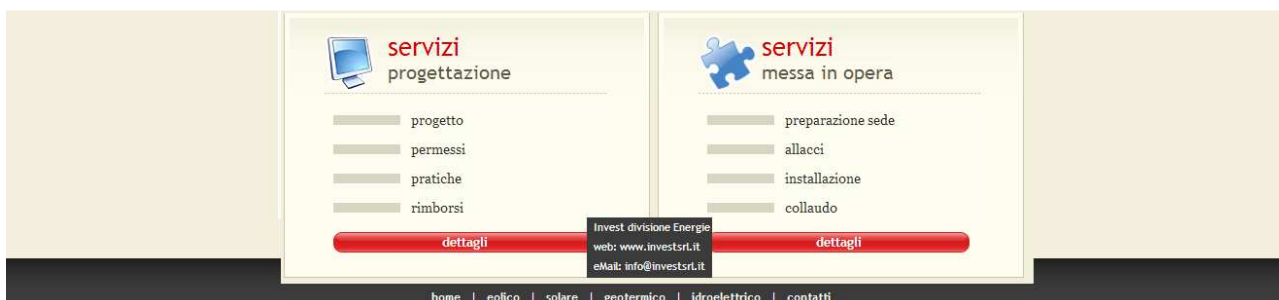 servizi
progettazione
progetto
permessi
pratiche
rimborsi
dettagli
servizi
messa in opera
preparazione sede
allacci
installazione
collaudo
dettagli
Invest divisione Energie
web: www.investsrl.it
eMail: info@investsrl.it
home | eolico | solare | geotermico | idroelettrico | contatti